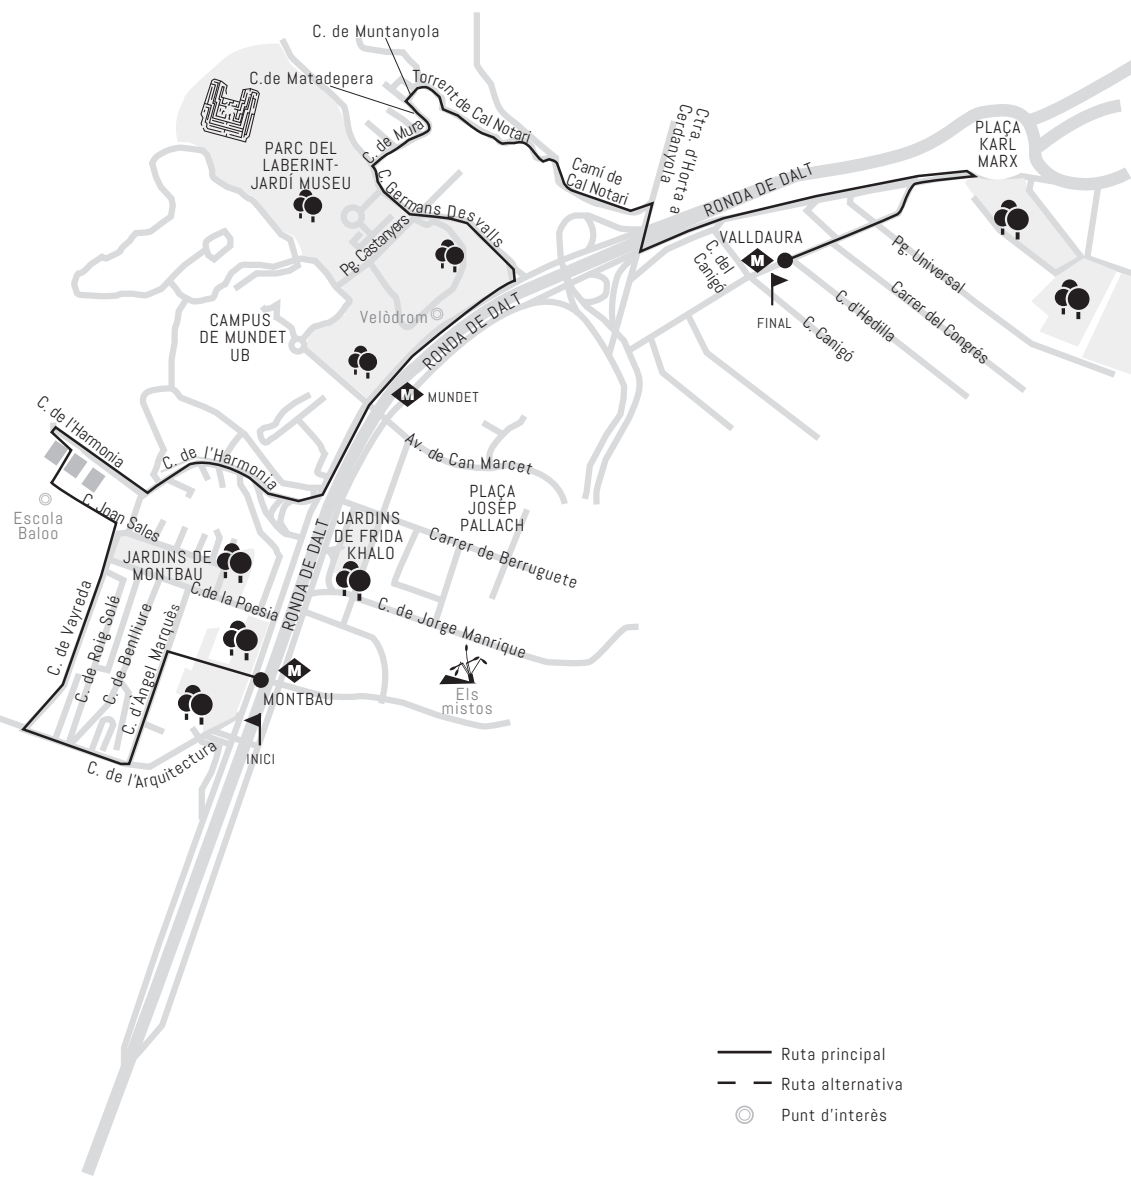 C. de Muntanyola
C.de Matadepera
Torrent de Cal Notari
C. de Mura
Camí de
Cal Notari
Ctra. d'Horta a
Cerdanyola
PLAÇA
KARL
MARX
PARC DEL
LABERINT-
JARDÍ MUSEU
C. Germans Desvalls
Pg. Castanyers
RONDA DE DALT
VALLDAURA
M
C. del
Canigó
FINAL
Pg. Universal
Carrer del Congrés
C. d'Hedilla
C. Canigó
Velòdrom
CAMPUS
DE MUNDET
UB
RONDA DE DALT
M
MUNDET
C. de l'Harmonia
C. de l'Harmonia
Av. de Can Marcet
PLAÇA
JOSEP
PALLACH
Escola
Baloo
C. Joan Sales
JARDINS
DE FRIDA
KHALO
Carrer de Berruguete
JARDINS DE
MONTBAU
C.de la Poesia
RONDA DE DALT
C. de Jorge Manrique
C. de Vayreda
C. de Roig Solé
C. de Benlliure
C. d'Àngel Marquès
M
MONTBAU
Els
mistos
INICI
C. de l'Arquitectura
Ruta principal
Ruta alternativa
Punt d'interès